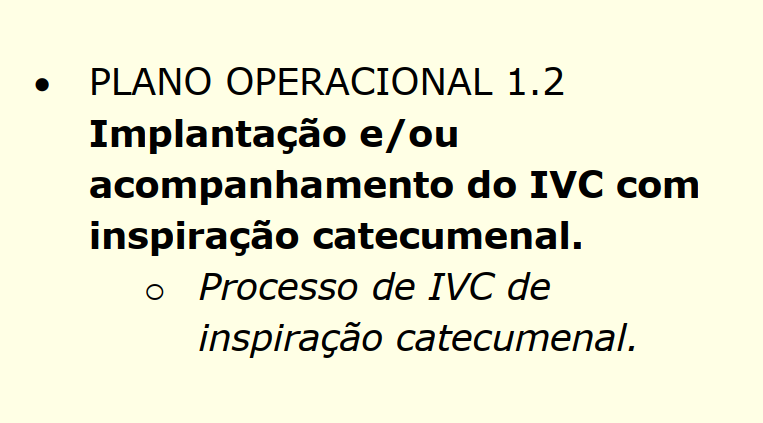 • PLANO OPERACIONAL 1.2
Implantação e/ou
acompanhamento do IVC com
inspiração catecumenal.
o Processo de IVC de
inspiração catecumenal.